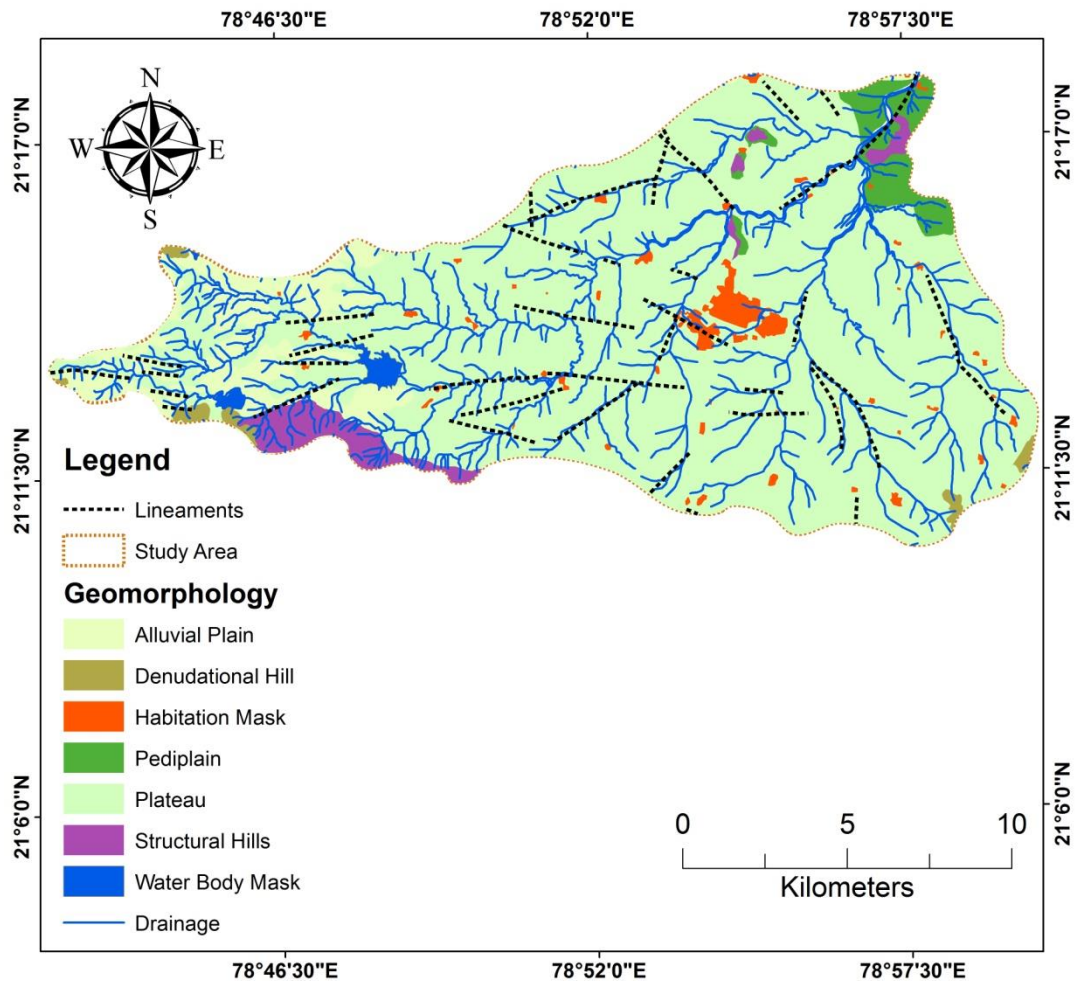 78°46'30"E 78°52'0"E 78°57'30"E
N
W E
S
21°17'0"N 21°17'0"N
21°11'30"N 21°11'30"N
21°6'0"N 21°6'0"N
Legend
Lineaments
Study Area
Geomorphology
Alluvial Plain
Denudational Hill
Habitation Mask
Pediplain
Plateau
Structural Hills
Water Body Mask
Drainage
0 5 10
Kilometers
78°46'30"E 78°52'0"E 78°57'30"E